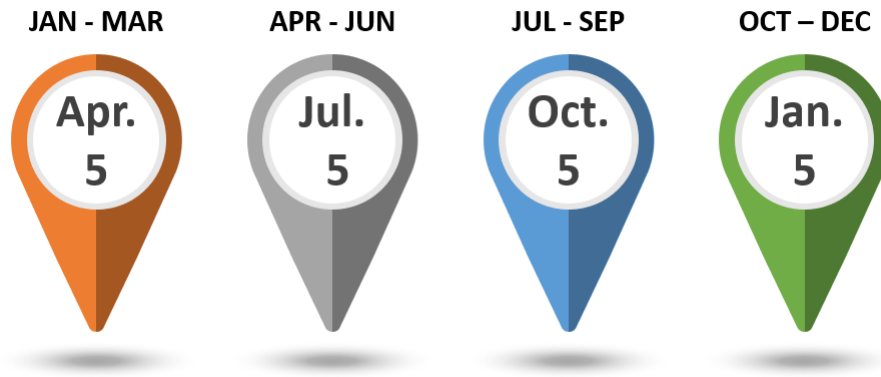 JAN - MAR
APR - JUN
JUL - SEP
OCT – DEC
Apr.
5
Jul.
5
Oct.
5
Jan.
5